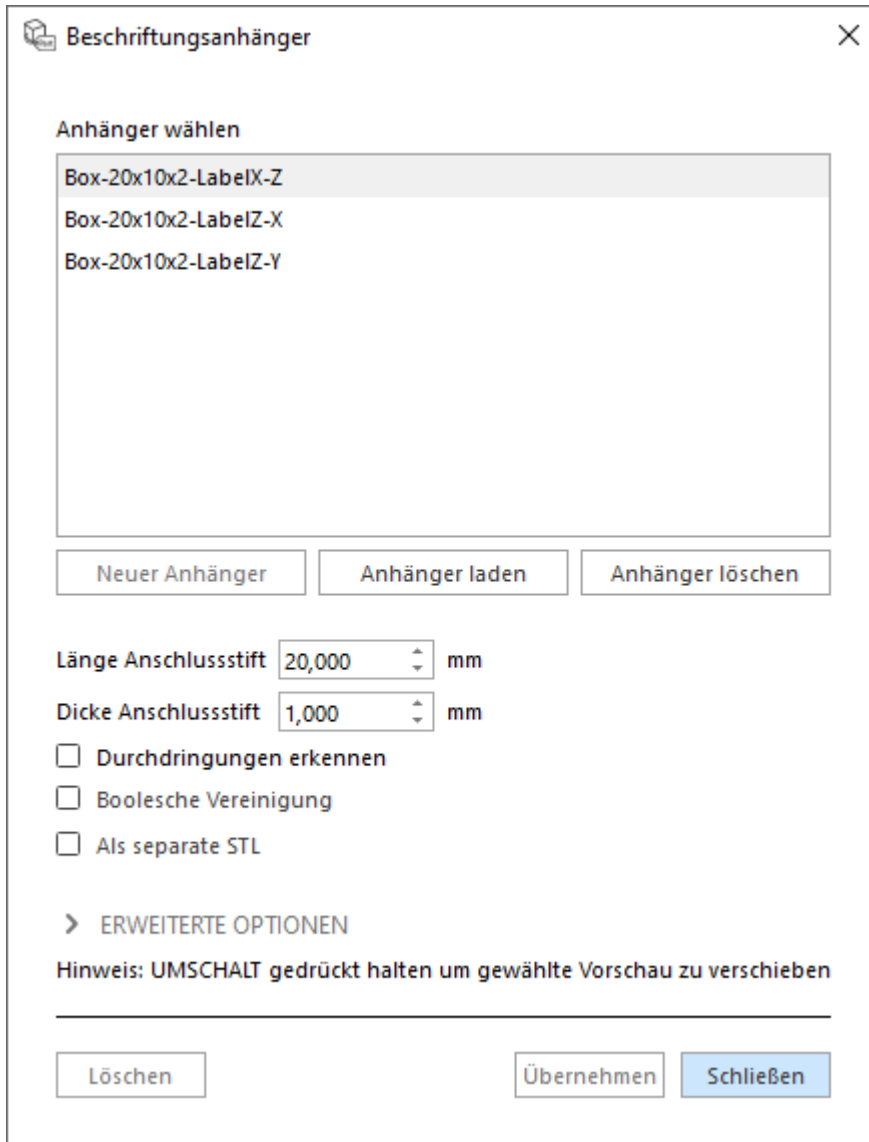 Beschriftungsanhänger
Anhänger wählen
Box-20x10x2-LabelX-Z
Box-20x10x2-LabelZ-X
Box-20x10x2-LabelZ-Y
Neuer Anhänger Anhänger laden Anhänger löschen
Länge Anschlussstift 20,000 mm
Dicke Anschlussstift 1,000 mm
Durchdringungen erkennen
Boolesche Vereinigung
Als separate STL
ERWEITERTE OPTIONEN
Hinweis: UMSCHALT gedrückt halten um gewählte Vorschau zu verschieben
Löschen Übernehmen Schließen